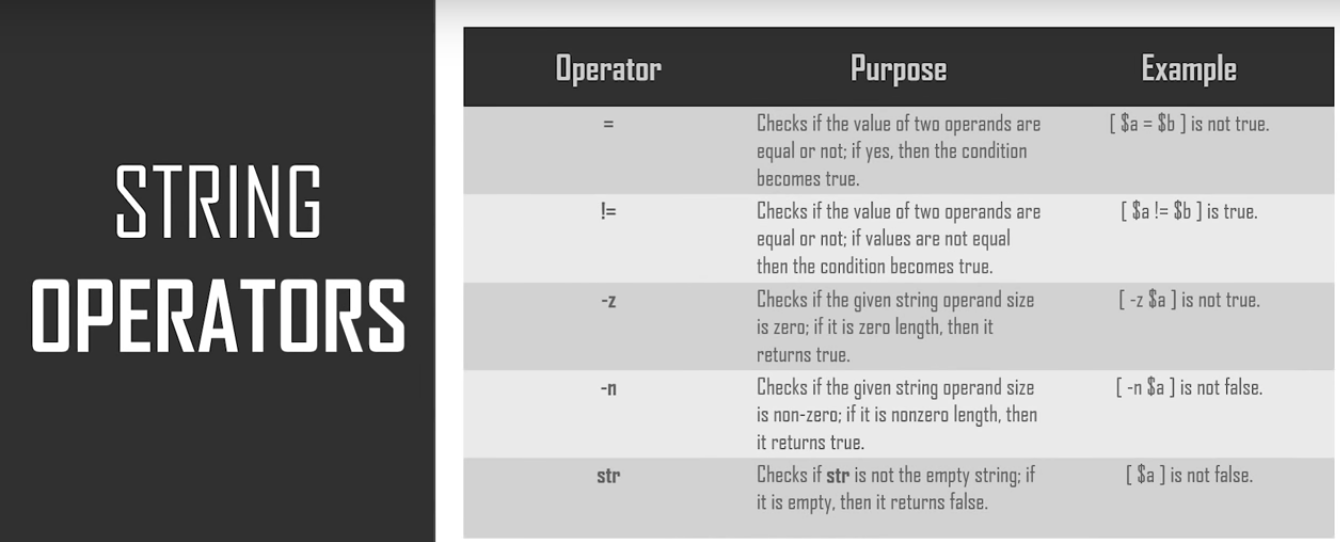 STRING
OPERATORS
Operator Purpose Example
= Checks if the value of two operands are [ $a = $b ] is not true.
equal or not; if yes, then the condition
becomes true.
!= Checks if the value of two operands are [ $a != $b ] is true.
equal or not; if values are not equal
then the condition becomes true.
-z Checks if the given string operand size [ -z $a ] is not true.
is zero; if it is zero length, then it
returns true.
-n Checks if the given string operand size [ -n $a ] is not false.
is non-zero; if it is nonzero length, then
it returns true.
str Checks if str is not the empty string; if [ $a ] is not false.
it is empty, then it returns false.